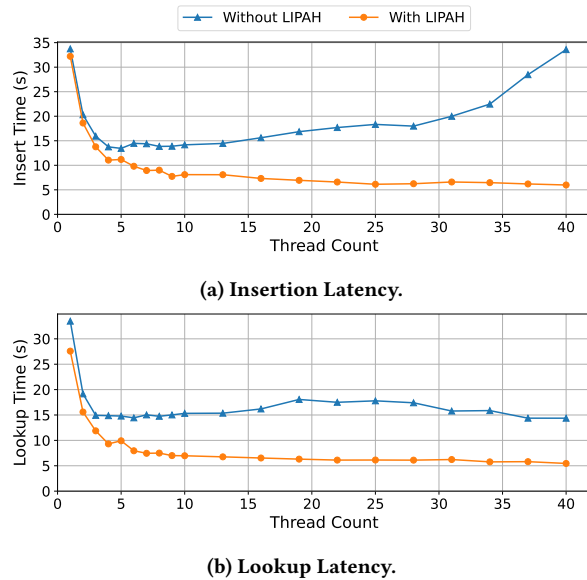 Without LIPAH With LIPAH
35
30
25
20
15
10
5
0
Insert Time (s)
0 5 10 15 20 25 30 35 40
Thread Count
(a) Insertion Latency.
30
25
20
15
10
5
0
Lookup Time (s)
0 5 10 15 20 25 30 35 40
Thread Count
(b) Lookup Latency.